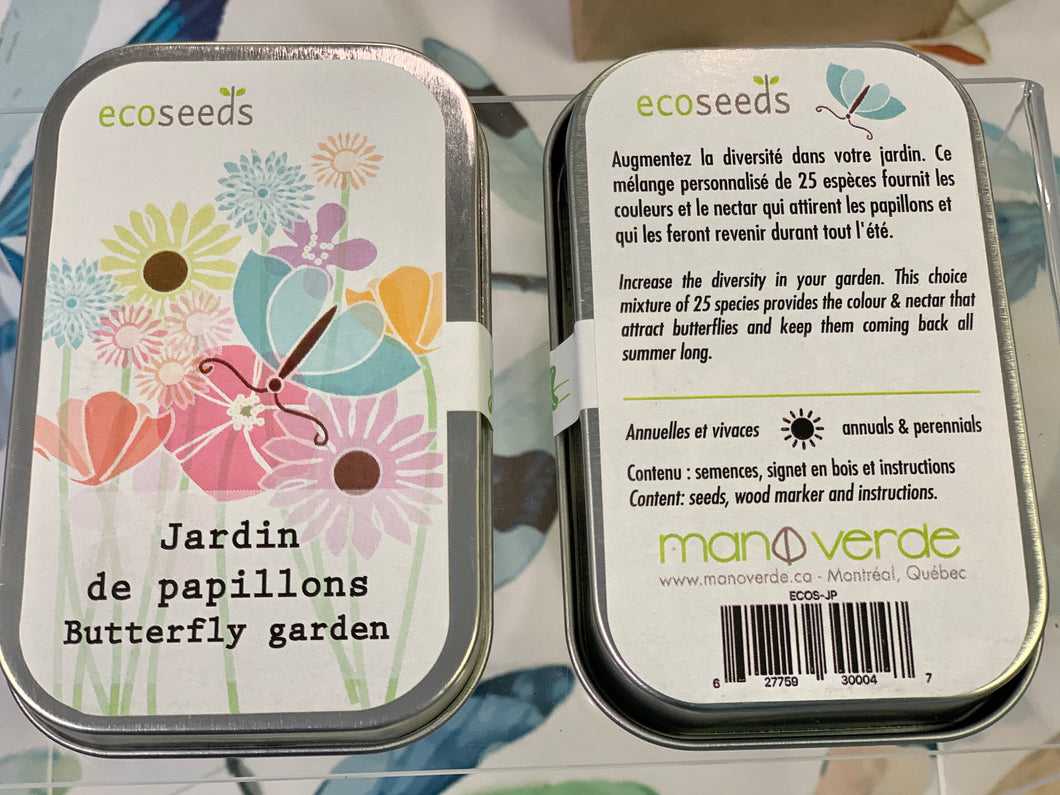 ecoseeds
Jardin
de papillons
Butterfly garden
ecoseeds
Augmentez la diversité dans votre jardin. Ce
mélange personnalisé de 25 espèces fournit les
couleurs et le nectar qui attirent les papillons et
qui les feront revenir durant tout l'été.
Increase the diversity in your garden. This choice
mixture of 25 species provides the colour & nectar that
attract butterflies and keep them coming back all
summer long.
Annuelles et vivaces annuals & perennials
Contenu : semences, signet en bois et instructions
Content: seeds, wood marker and instructions.
mano verde
www.manoverde.ca - Montréal, Québec
ECOS-JP
6 27759 30004 7